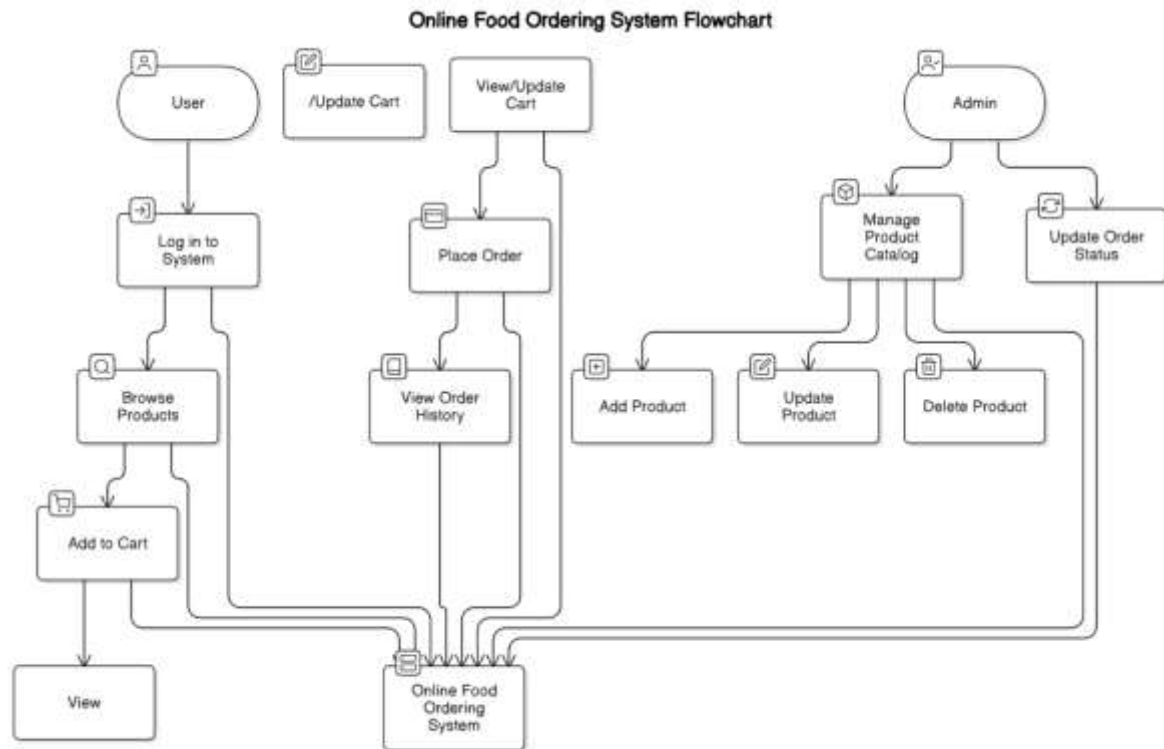 Online Food Ordering System Flowchart
User
/Update Cart
View/Update
Cart
Admin
Log in to
System
Place Order
Manage
Product
Catalog
Update Order
Status
Browse
Products
View Order
History
Add Product
Update
Product
Delete Product
Add to Cart
View
Online Food
Ordering
System